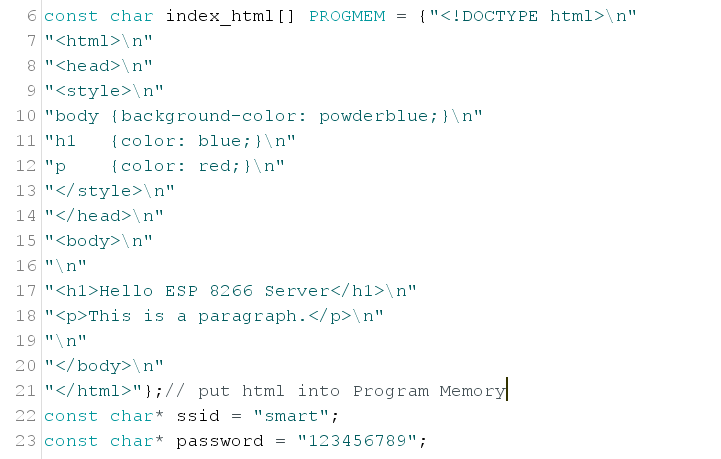 6 const char index_html[] PROGMEM = {"<!DOCTYPE html>\n"
7 "<html>\n"
8 "<head>\n"
9 "<style>\n"
10 "body {background-color: powderblue;}\n"
11 "h1   {color: blue;}\n"
12 "p    {color: red;}\n"
13 "</style>\n"
14 "</head>\n"
15 "<body>\n"
16 "\n"
17 "<h1>Hello ESP 8266 Server</h1>\n"
18 "<p>This is a paragraph.</p>\n"
19 "\n"
20 "</body>\n"
21 "</html>"};// put html into Program Memory
22 const char* ssid = "smart";
23 const char* password = "123456789";